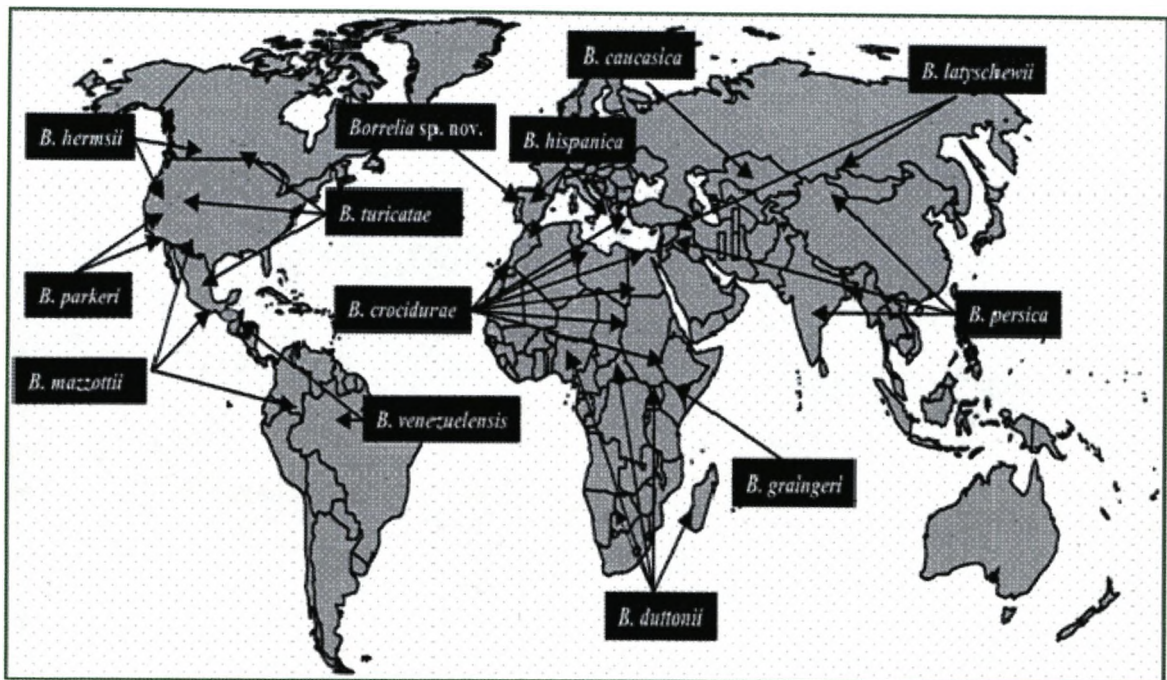 B. caucasica
B. latyschewii
B. hermsii
Borrelia sp. nov.
B. hispanica
B. turicatae
B. parkeri
B. crocidurae
B. persica
B. mazzottii
B. venezuelensis
B. graingeri
B. duttonii